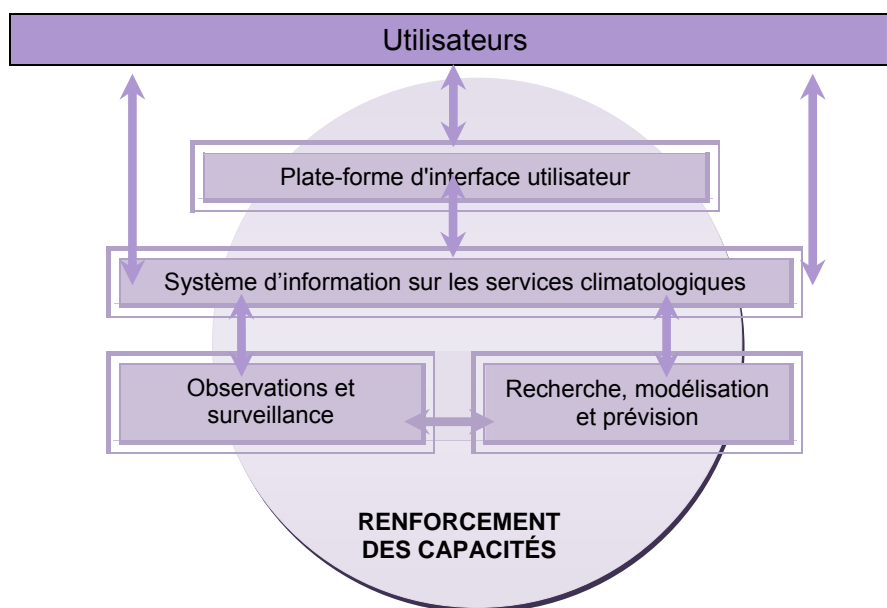 Utilisateurs
Plate-forme d'interface utilisateur
Système d’information sur les services climatologiques
Observations et
surveillance
Recherche, modélisation
et prévision
RENFORCEMENT
DES CAPACITÉS